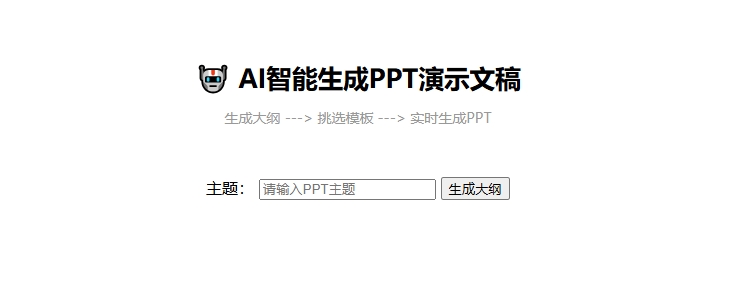 AI智能生成PPT演示文稿
生成大纲 ---> 挑选模板 ---> 实时生成PPT
主题： 请输入PPT主题 生成大纲